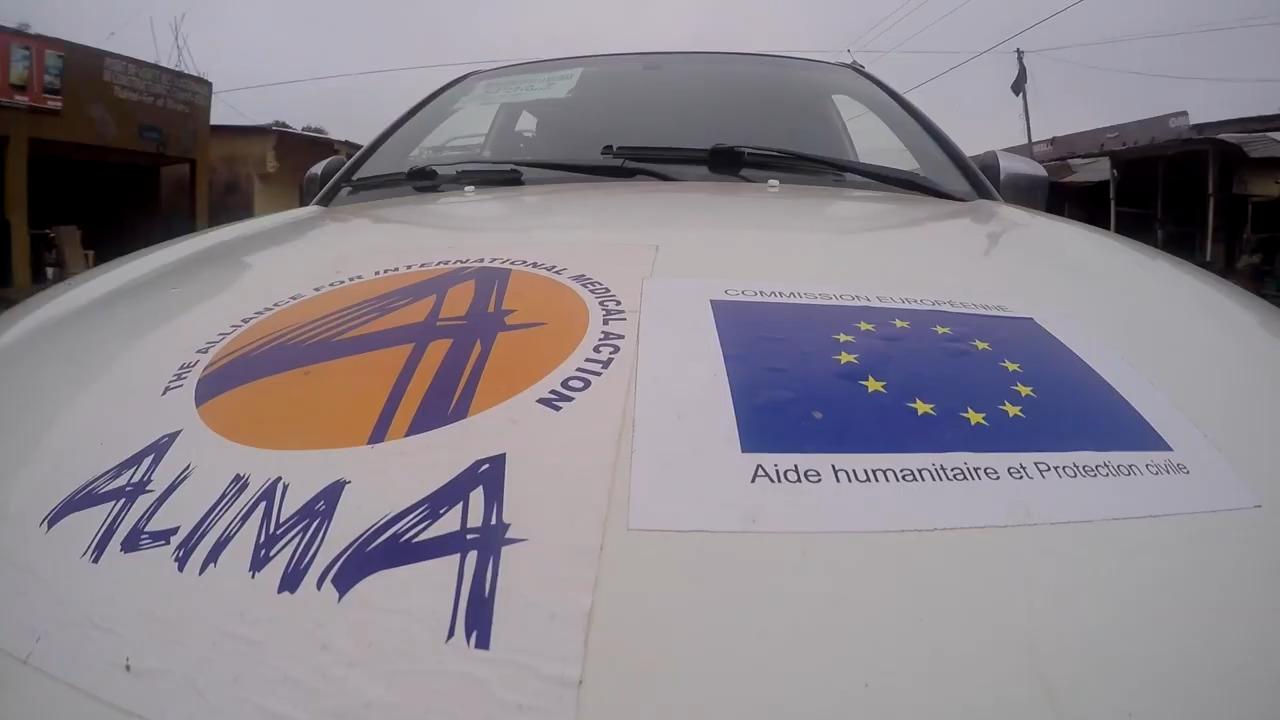 THE ALLIANCE FOR INTERNATIONAL MEDICAL ACTION
ALIMA
COMMISSION EUROPÉENNE
Aide humanitaire et Protection civile